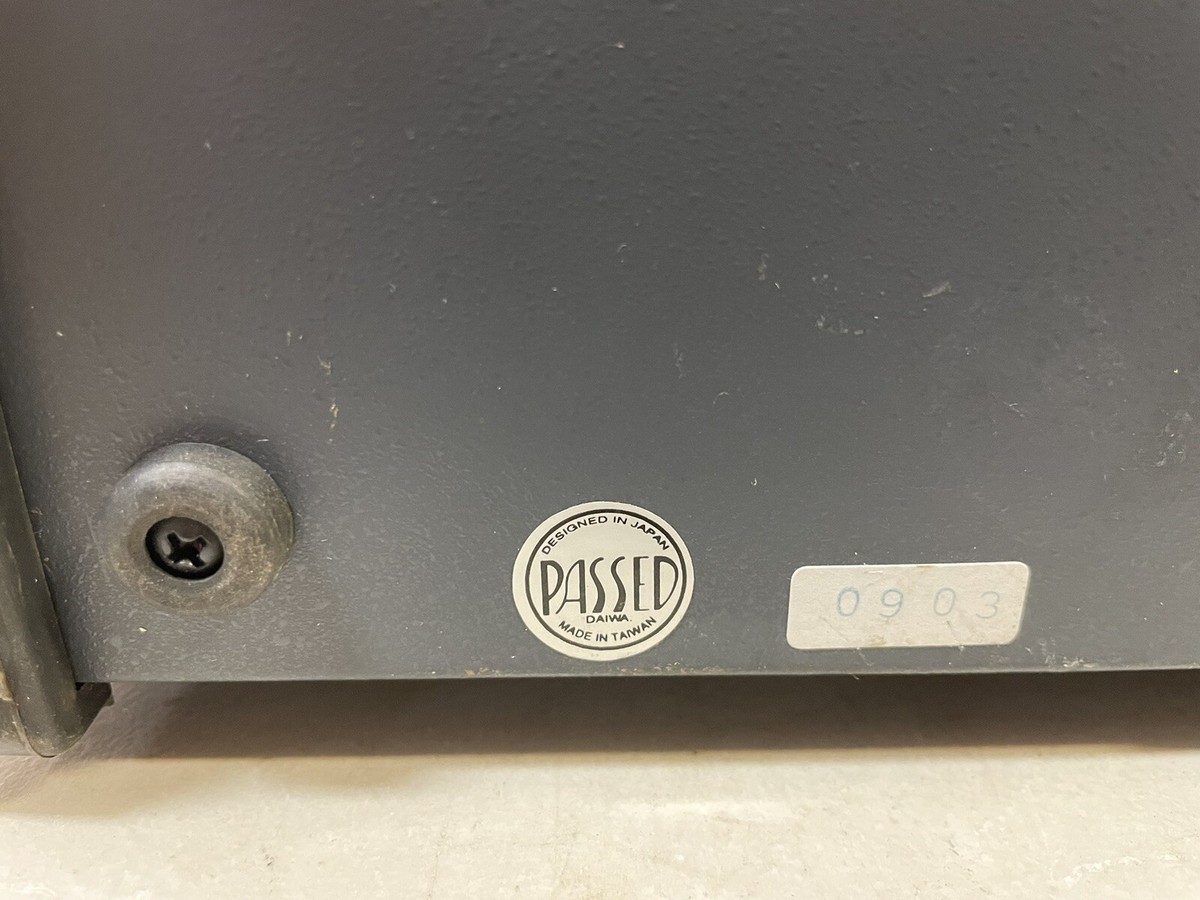 DESIGNED IN JAPAN
PASSED
DAIWA.
MADE IN TAIWAN
0903